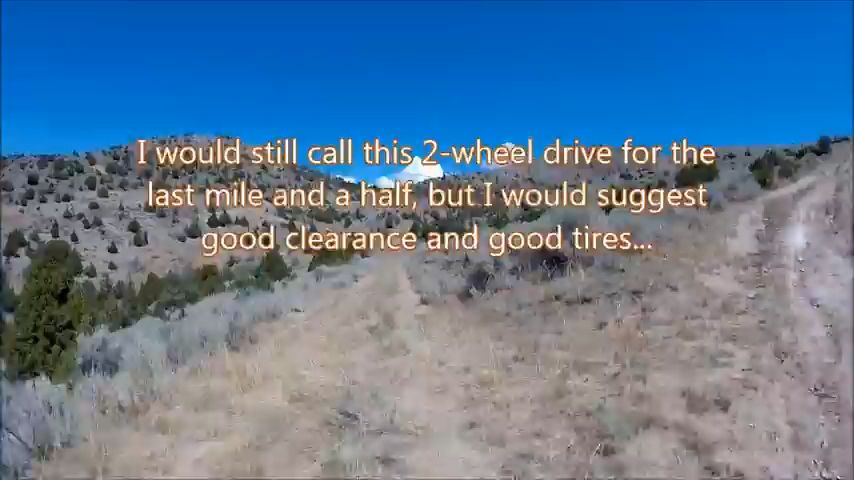 I would still call this 2-wheel drive for the
last mile and a half, but I would suggest
good clearance and good tires...